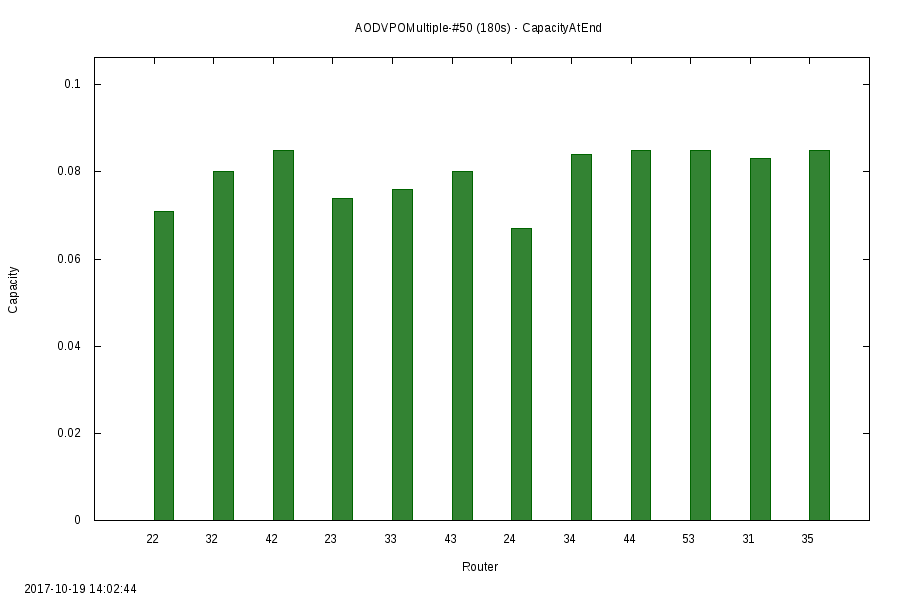 AODVPOMultiple-#50 (180s) - CapacityAtEnd
0.1
0.08
0.06
0.04
0.02
0
Capacity
22 32 42 23 33 43 24 34 44 53 31 35
Router
2017-10-19 14:02:44